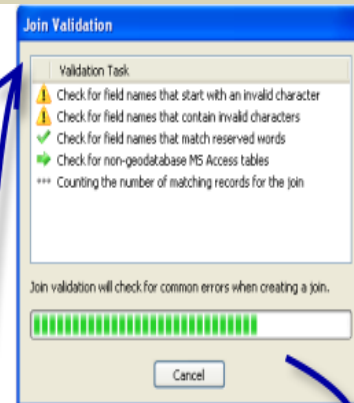 Join Validation
Validation Task
Check for field names that start with an invalid character
Check for field names that contain invalid characters
Check for field names that match reserved words
Check for non-geodatabase MS Access tables
Counting the number of matching records for the join
Join validation will check for common errors when creating a join.
Cancel